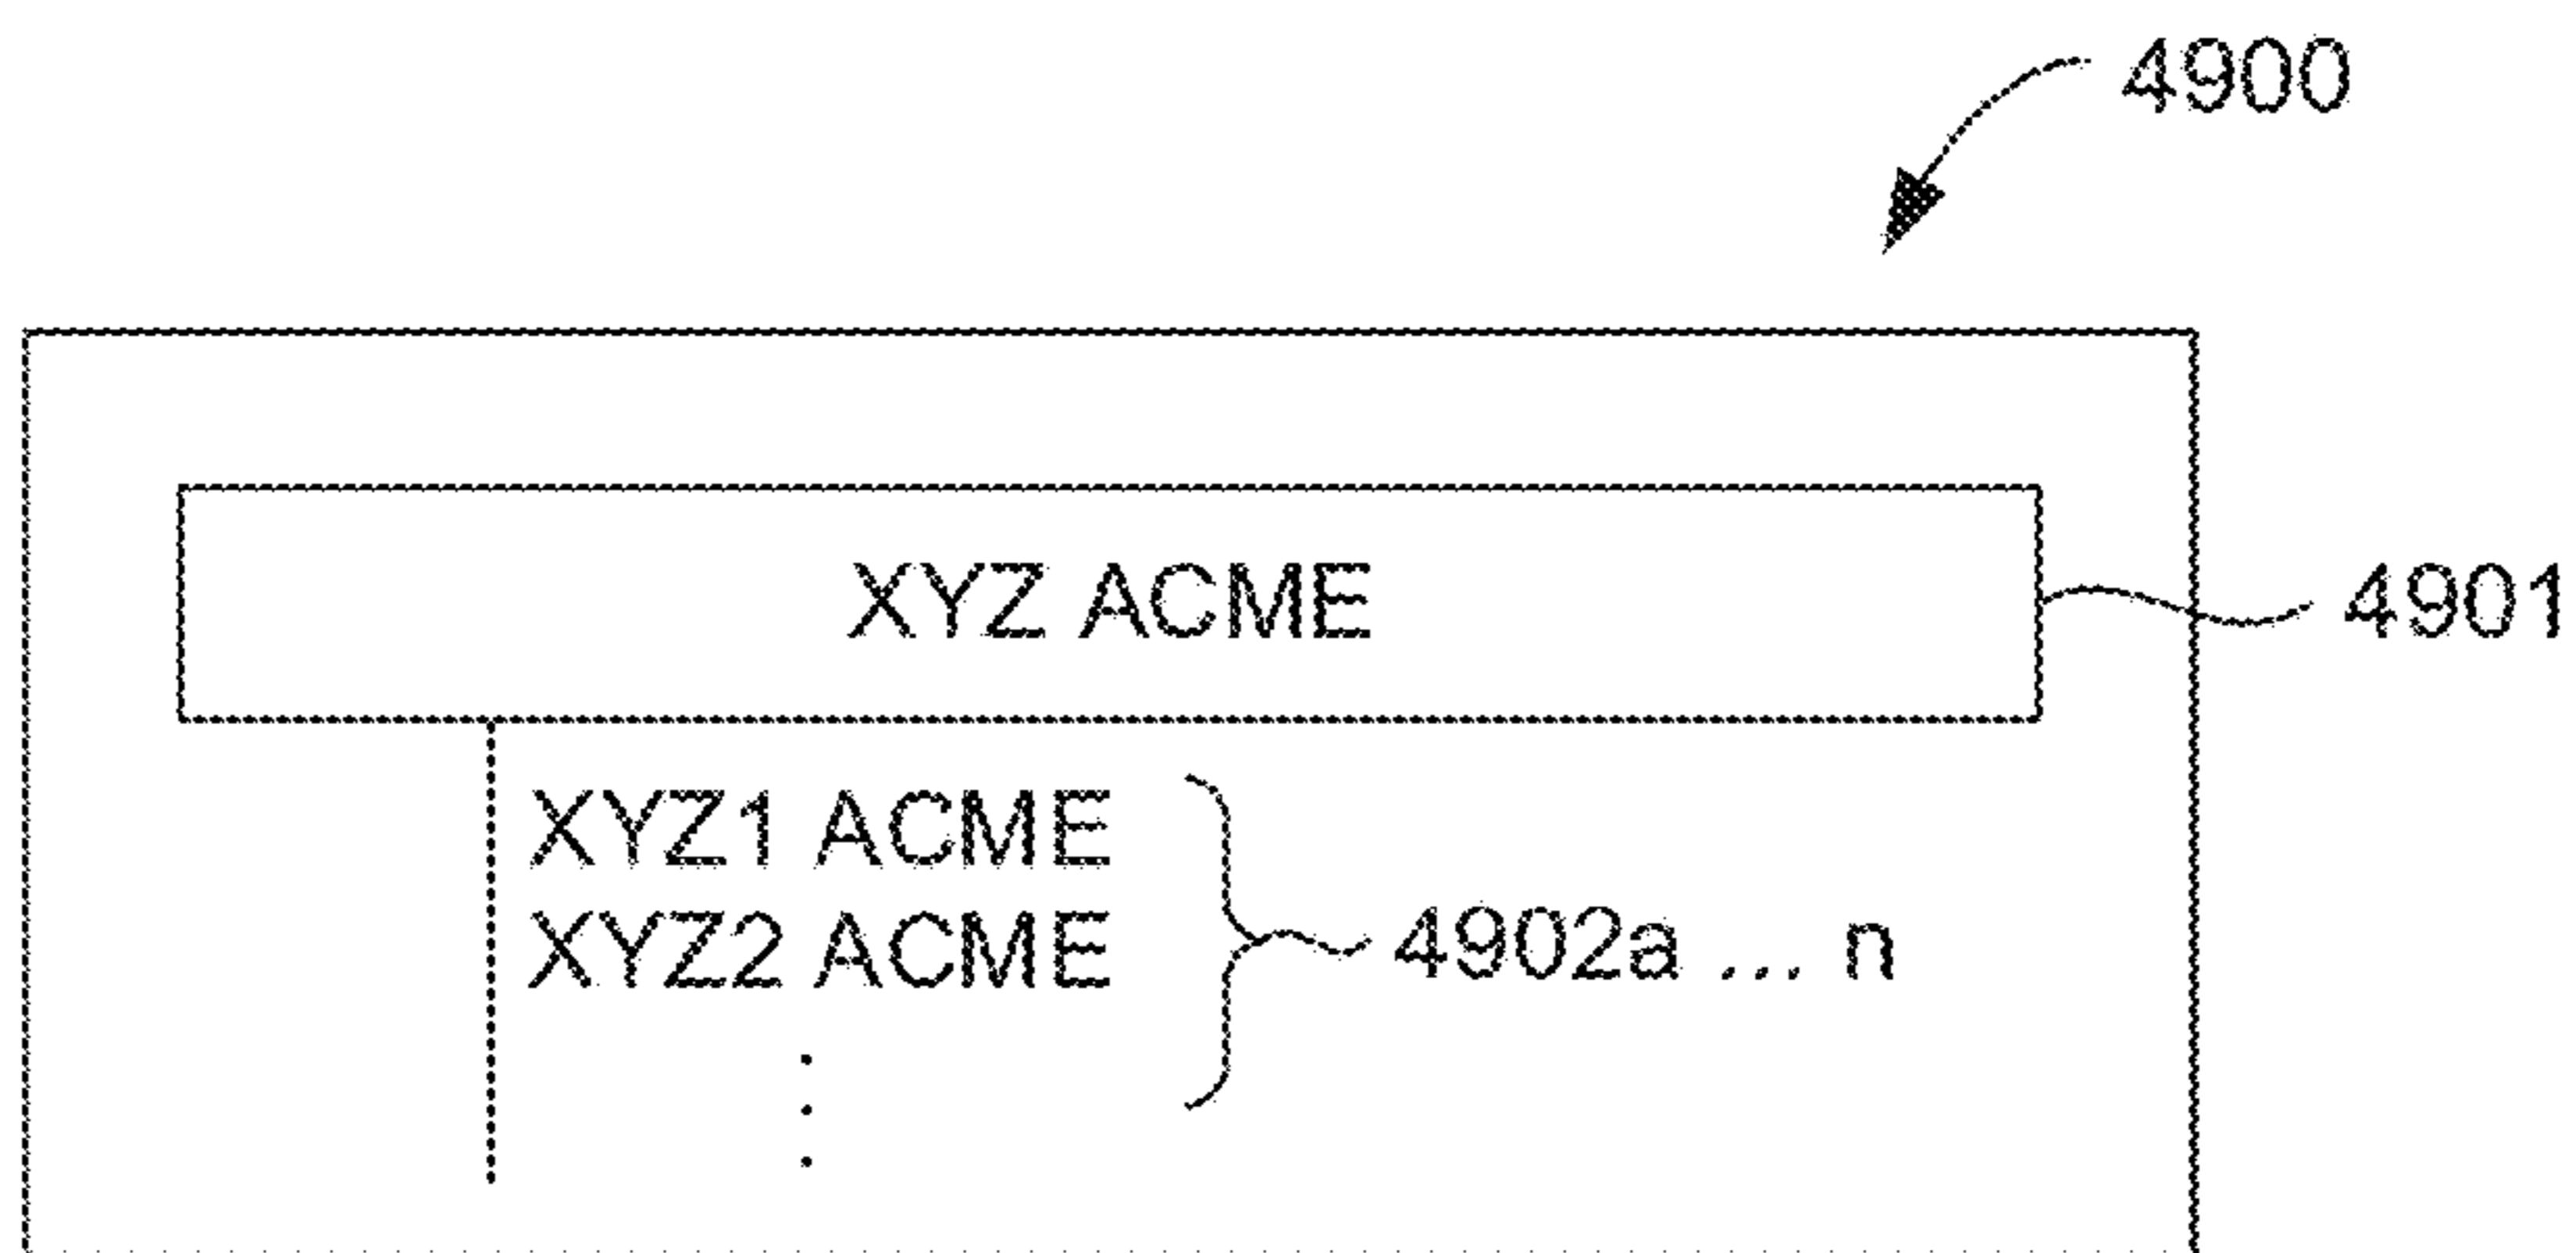 4900
XYZ ACME
4901
XYZ1 ACME
XYZ2 ACME
4902a ... n